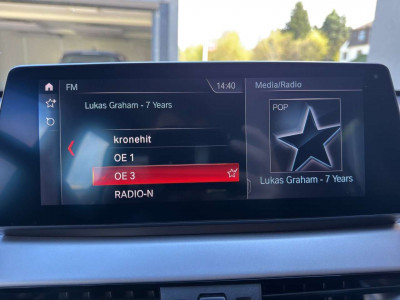 FM
14:40
Media/Radio
Lukas Graham - 7 Years
kronehit
OE 1
OE 3
RADIO-N
POP
Lukas Graham - 7 Years